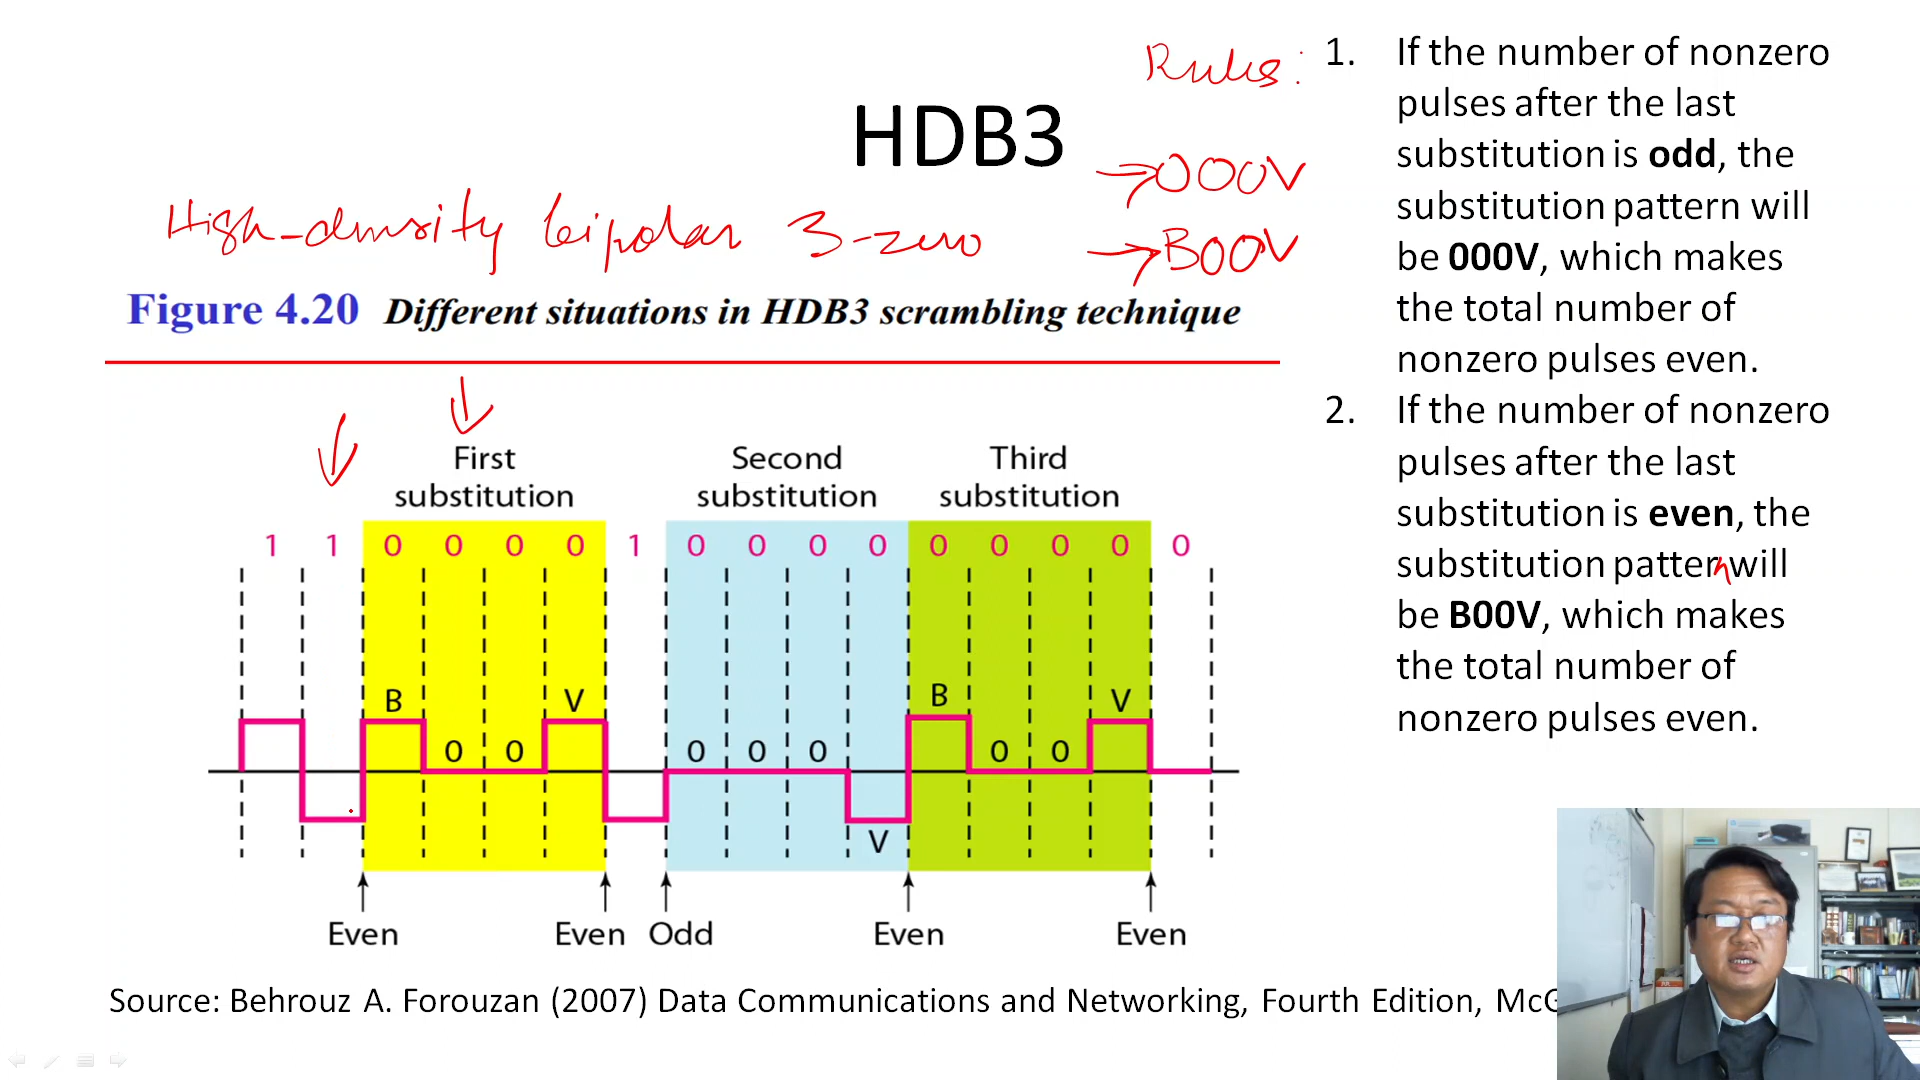 Rules:
HDB3
→000V
High-density bipolar 3-zero
→B00V
Figure 4.20 Different situations in HDB3 scrambling technique
First
substitution
Second
substitution
Third
substitution
1 1 0 0 0 0 1 0 0 0 0 0 0 0 0 0
B V B V
0 0 0 0 0 0 0
V
Even Even Odd Even Even
Source: Behrouz A. Forouzan (2007) Data Communications and Networking, Fourth Edition, McG
1. If the number of nonzero
pulses after the last
substitution is odd, the
substitution pattern will
be 000V, which makes
the total number of
nonzero pulses even.
2. If the number of nonzero
pulses after the last
substitution is even, the
substitution pattern will
be B00V, which makes
the total number of
nonzero pulses even.